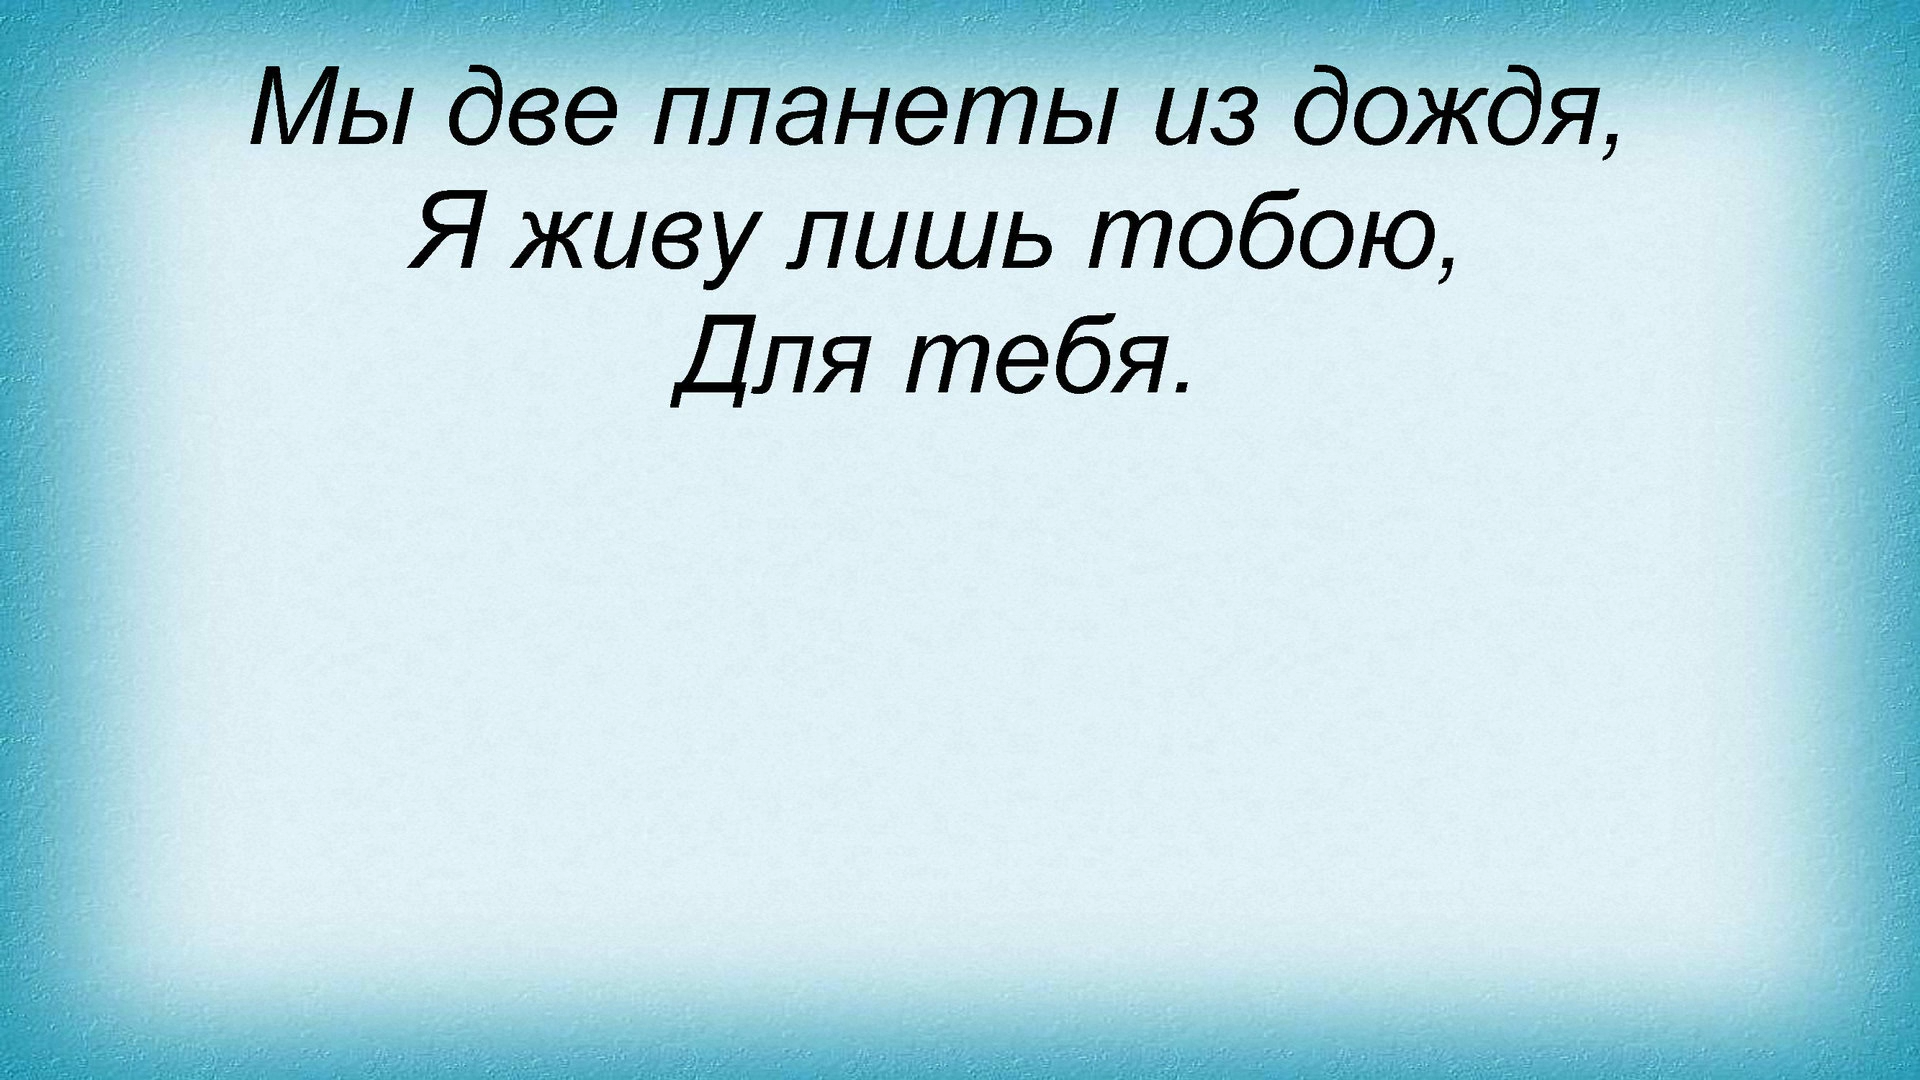 Мы две планеты из дождя,
Я живу лишь тобою,
Для тебя.